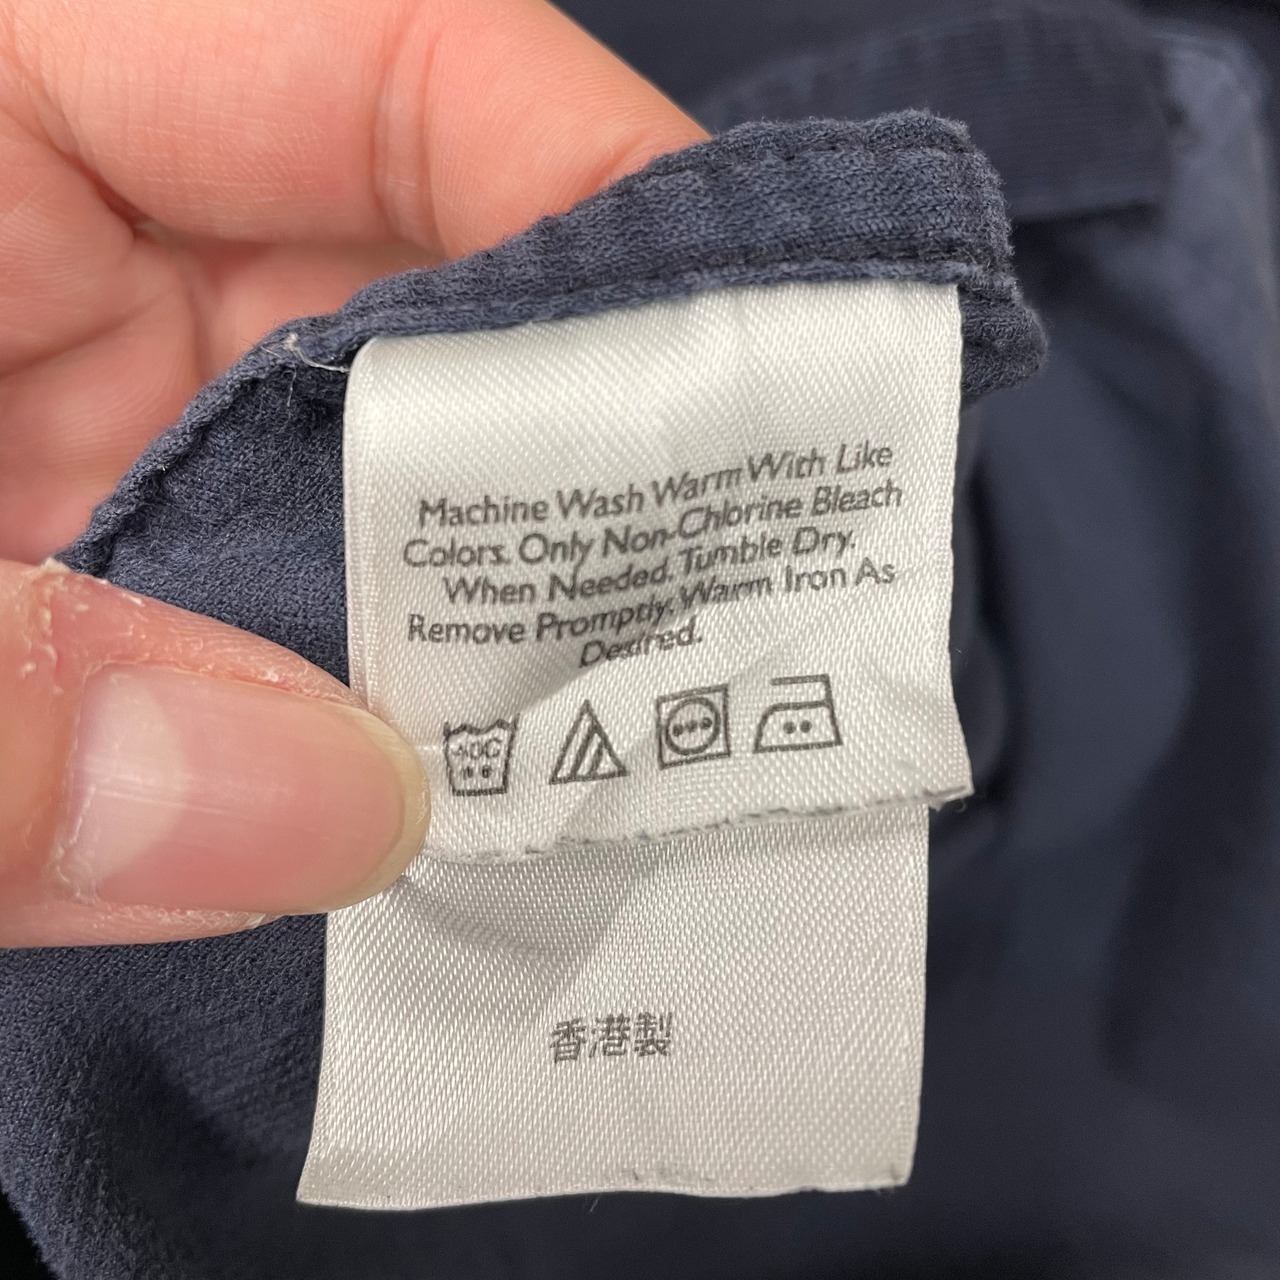 Machine Wash Warm With Like
Colors. Only Non-Chlorine Bleach
When Needed. Tumble Dry.
Remove Promptly. Warm Iron As
Desired.
40C
香港製